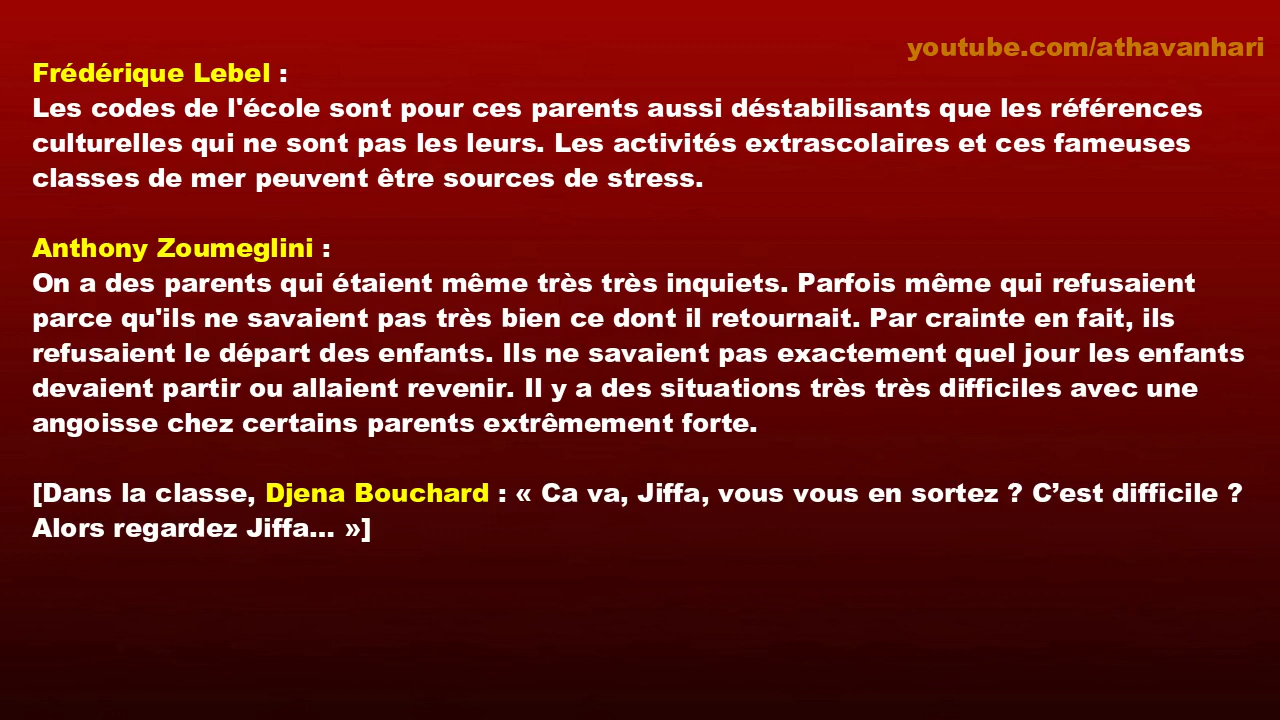 youtube.com/athavanhari
Frédérique Lebel :
Les codes de l'école sont pour ces parents aussi déstabilisants que les références
culturelles qui ne sont pas les leurs. Les activités extrascolaires et ces fameuses
classes de mer peuvent être sources de stress.
Anthony Zoumeglini :
On a des parents qui étaient même très très inquiets. Parfois même qui refusaient
parce qu'ils ne savaient pas très bien ce dont il retournait. Par crainte en fait, ils
refusaient le départ des enfants. Ils ne savaient pas exactement quel jour les enfants
devaient partir ou allaient revenir. Il y a des situations très très difficiles avec une
angoisse chez certains parents extrêmement forte.
[Dans la classe, Djena Bouchard : « Ca va, Jiffa, vous vous en sortez ? C’est difficile ?
Alors regardez Jiffa... »]